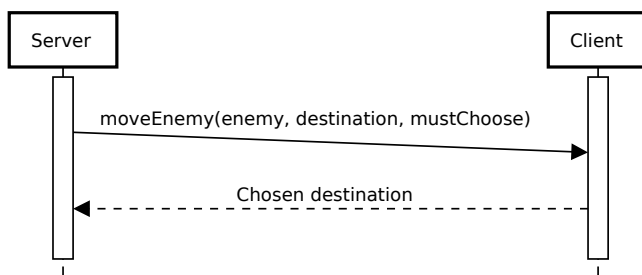 Server
Client
moveEnemy(enemy, destination, mustChoose)
Chosen destination